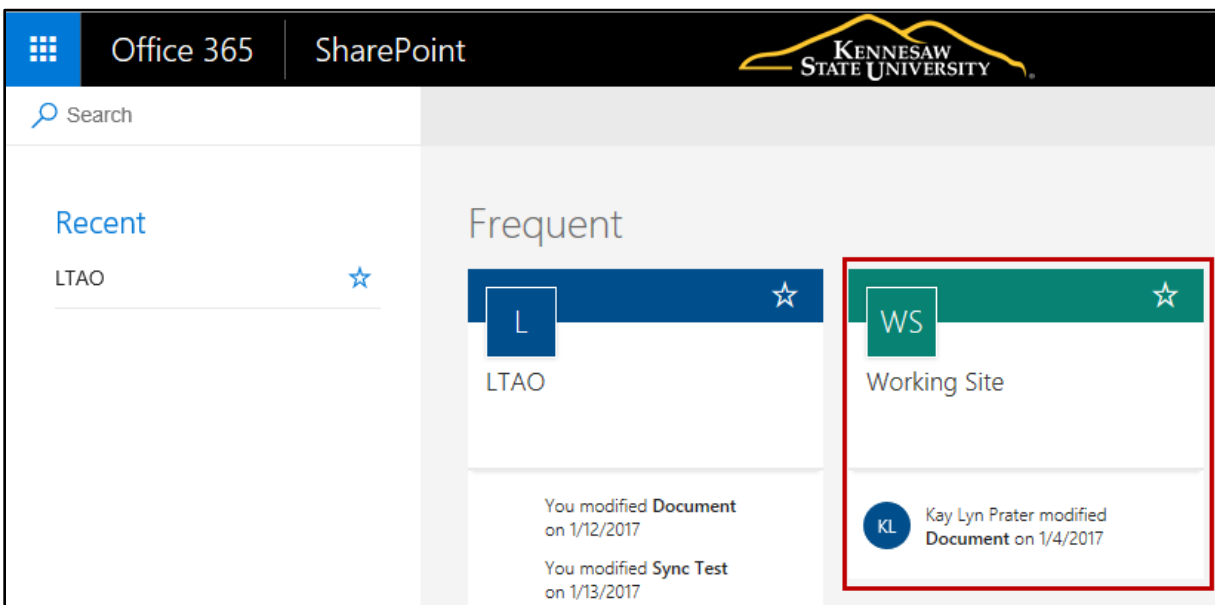 Office 365 SharePoint
KENNESAW
STATE UNIVERSITY
Search
Recent
LTAO
Frequent
L
LTAO
You modified Document
on 1/12/2017
You modified Sync Test
on 1/13/2017
WS
Working Site
KL
Kay Lyn Prater modified
Document on 1/4/2017